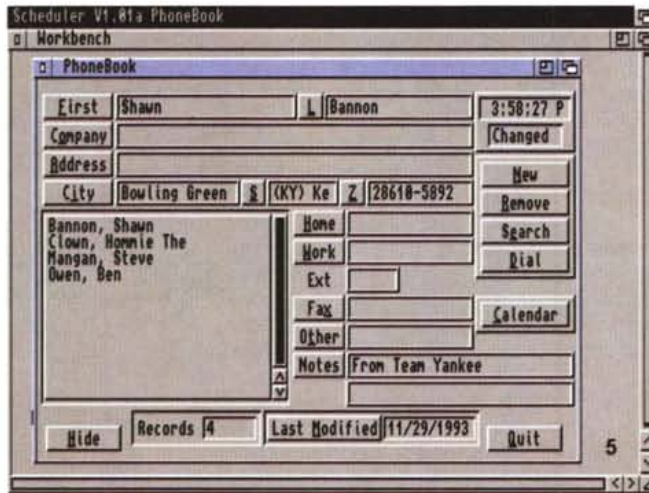 Scheduler V1.01a PhoneBook
Workbench
PhoneBook
First Shawn L Bannon 3:58:27 P
Company Changed
Address
City Bowling Green S (KY) Ke Z 28610-5892
New
Remove
Search
Dial
Calendar
Bannon, Shawn
Clown, Hommie The
Mangan, Steve
Owen, Ben
Home
Work
Ext
Fax
Other
Notes From Team Yankee
Hide Records 4 Last Modified 11/29/1993 Quit
5